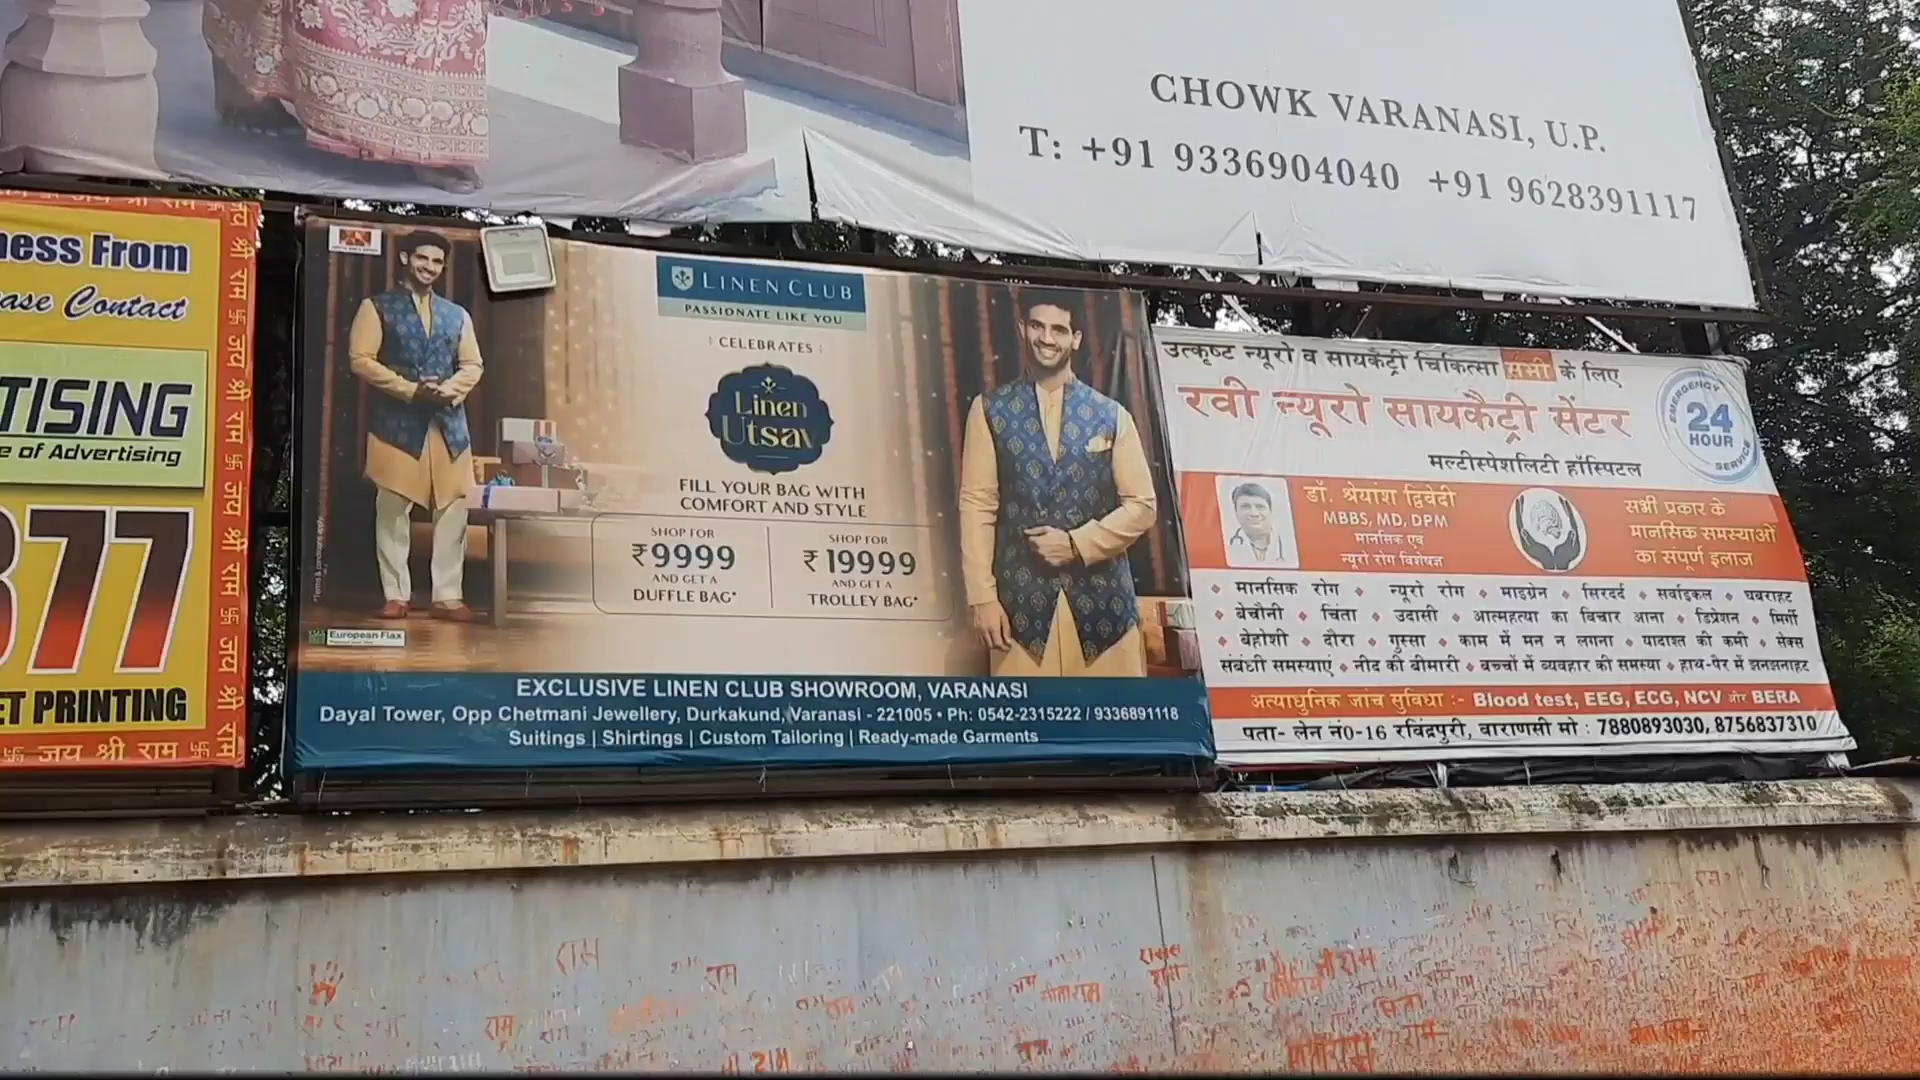 CHOWK VARANASI, U.P.
T: +91 9336904040 +91 9628391117
ness From
ase Contact
TISING
e of Advertising
377
ET PRINTING
जय श्री राम
LINEN CLUB
PASSIONATE LIKE YOU
CELEBRATES
Linen
Utsav
FILL YOUR BAG WITH
COMFORT AND STYLE
SHOP FOR
₹9999
AND GET A
DUFFLE BAG*
SHOP FOR
₹19999
AND GET A
TROLLEY BAG*
*Terms & conditions apply
European Flax
EXCLUSIVE LINEN CLUB SHOWROOM, VARANASI
Dayal Tower, Opp Chetmani Jewellery, Durkakund, Varanasi - 221005 • Ph: 0542-2315222 / 9336891118
Suitings | Shirtings | Custom Tailoring | Ready-made Garments
उत्कृष्ट न्यूरो व सायकैट्री चिकित्सा सभी के लिए
रवी न्यूरो सायकैट्री सेंटर
मल्टीस्पेशलिटी हॉस्पिटल
EMERGENCY
24
HOUR
SERVICE
डॉ. श्रेयांश द्विवेदी
MBBS, MD, DPM
मानसिक एवं
न्यूरो रोग विशेषज्ञ
सभी प्रकार के
मानसिक समस्याओं
का संपूर्ण इलाज
मानसिक रोग न्यूरो रोग माइग्रेन सिरदर्द सर्वाइकल घबराहट
बेचौनी चिंता उदासी आत्महत्या का विचार आना डिप्रेशन मिर्गी
बेहोशी दौरा गुस्सा काम में मन न लगना यादाश्त की कमी सेक्स
संबंधी समस्याएं नींद की बीमारी बच्चों में व्यवहार की समस्या हाथ-पैर में झनझनाहट
अत्याधुनिक जांच सुविधा :- Blood test, EEG, ECG, NCV और BERA
पता- लेन नं0-16 रविंद्रपुरी, वाराणसी मो : 7880893030, 8756837310
राम
राम
राम
राम
सीताराम